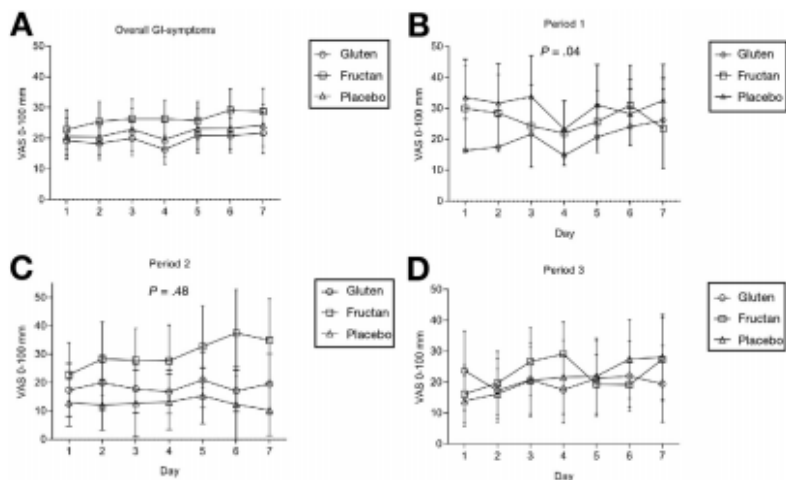 A
Overall GI-symptoms
VAS 0-100 mm
50
40
30
20
10
0
1 2 3 4 5 6 7
Gluten
Fructan
Placebo
B
Period 1
P = .04
VAS 0-100 mm
50
40
30
20
10
0
1 2 3 4 5 6 7
Day
Gluten
Fructan
Placebo
C
Period 2
P = .48
VAS 0-100 mm
50
40
30
20
10
0
1 2 3 4 5 6 7
Day
Gluten
Fructan
Placebo
D
Period 3
VAS 0-100 mm
50
40
30
20
10
0
1 2 3 4 5 6 7
Day
Gluten
Fructan
Placebo